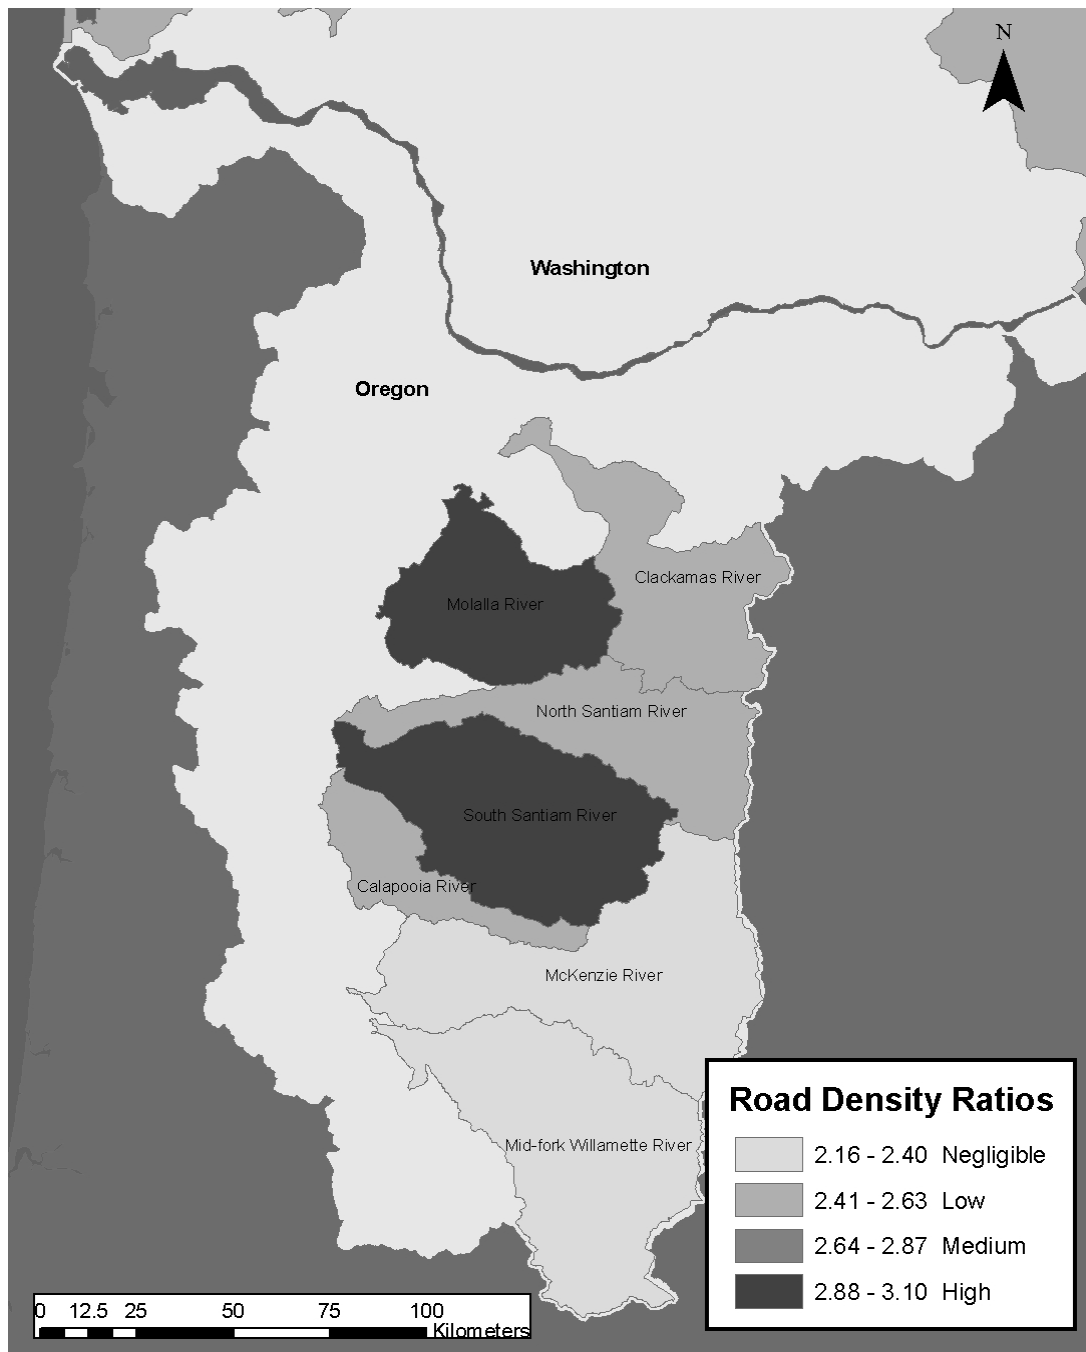 N
Washington
Oregon
Clackamas River
Molalla River
North Santiam River
South Santiam River
Calapooia River
McKenzie River
Mid-fork Willamette River
Road Density Ratios
2.16 - 2.40 Negligible
2.41 - 2.63 Low
2.64 - 2.87 Medium
2.88 - 3.10 High
0 12.5 25 50 75 100
Kilometers